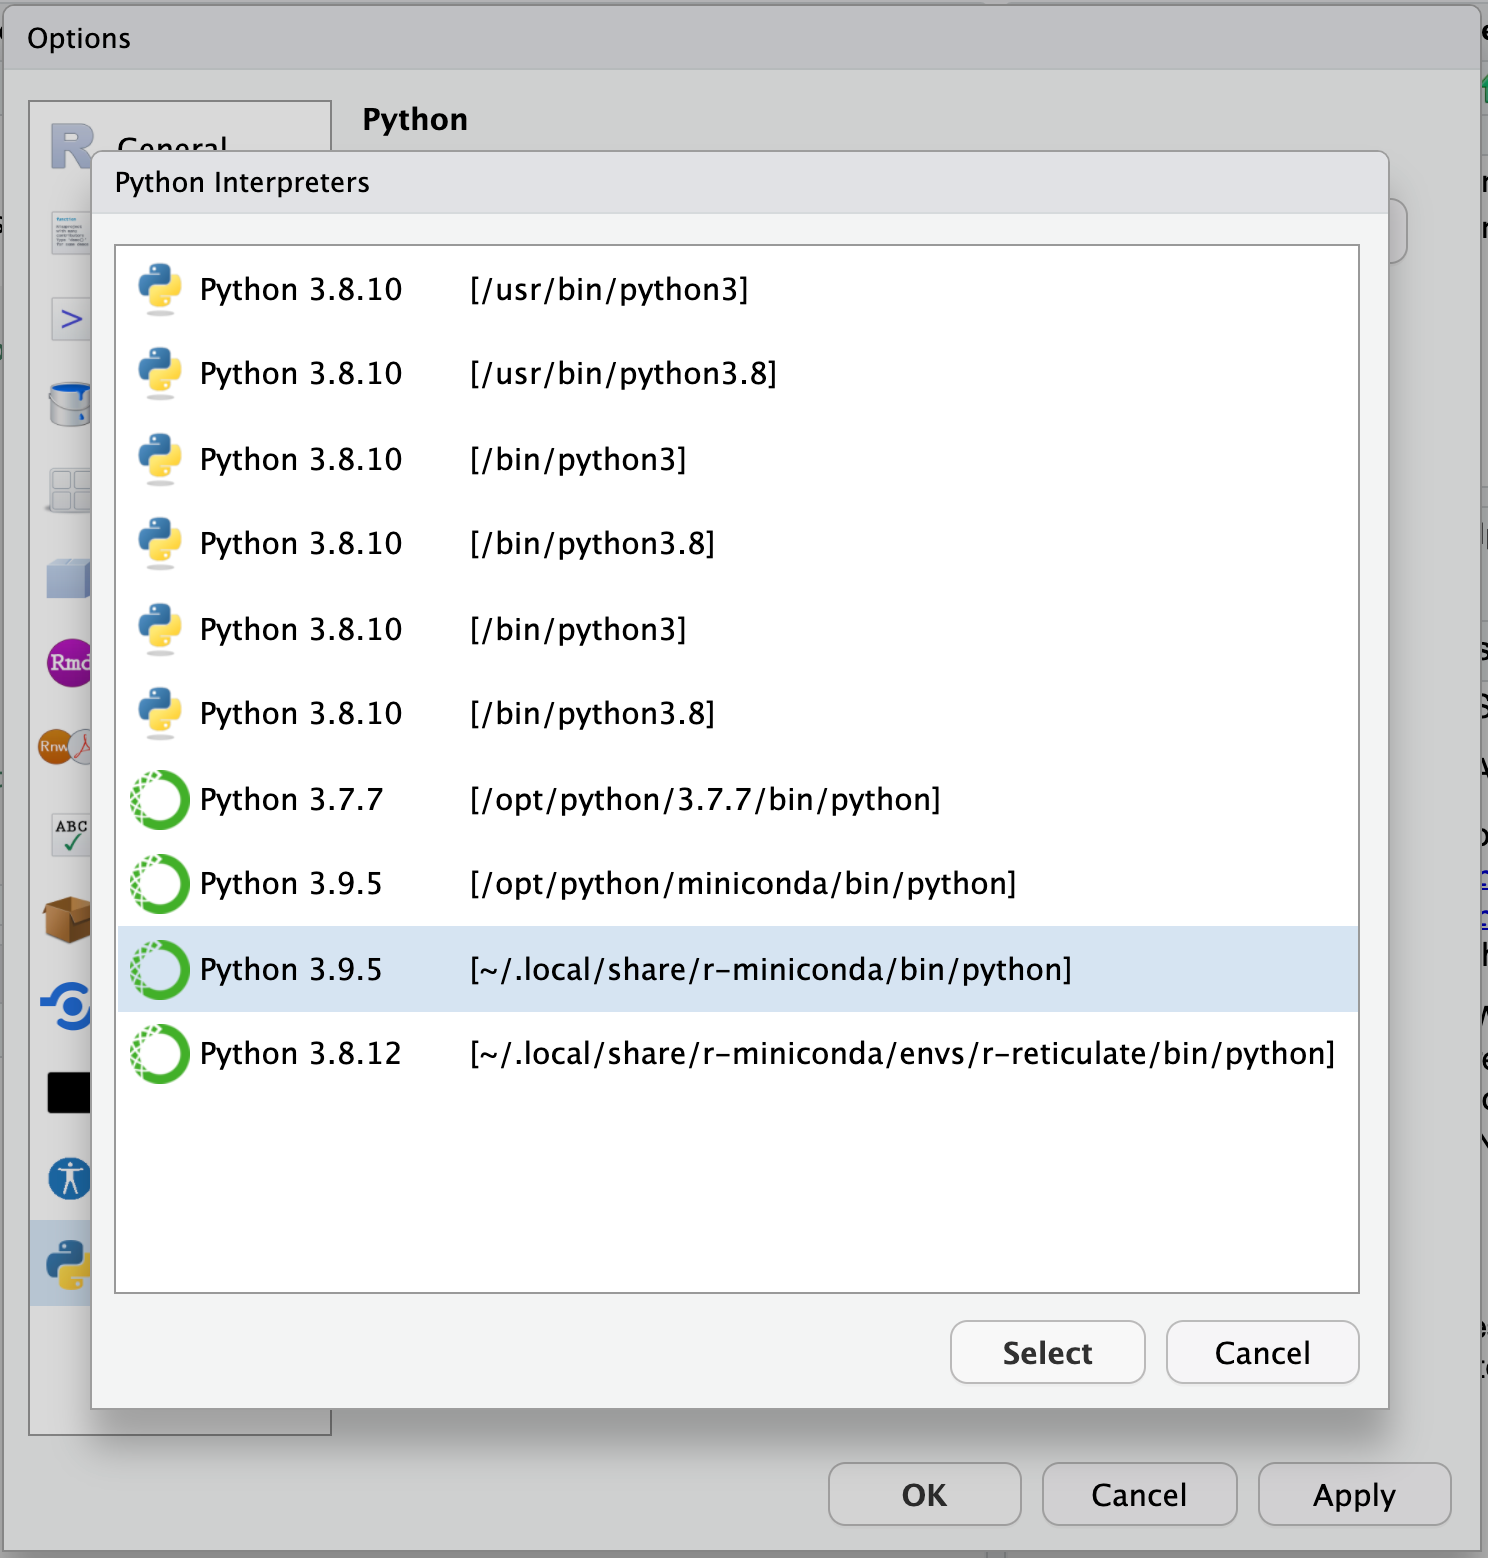 Options
Python
General
Python Interpreters
Python 3.8.10 [/usr/bin/python3]
Python 3.8.10 [/usr/bin/python3.8]
>
Python 3.8.10 [/bin/python3]
Python 3.8.10 [/bin/python3.8]
Python 3.8.10 [/bin/python3]
Rmd
Python 3.8.10 [/bin/python3.8]
Rnw
Python 3.7.7 [/opt/python/3.7.7/bin/python]
ABC
Python 3.9.5 [/opt/python/miniconda/bin/python]
Python 3.9.5 [~/.local/share/r-miniconda/bin/python]
Python 3.8.12 [~/.local/share/r-miniconda/envs/r-reticulate/bin/python]
Select Cancel
OK Cancel Apply